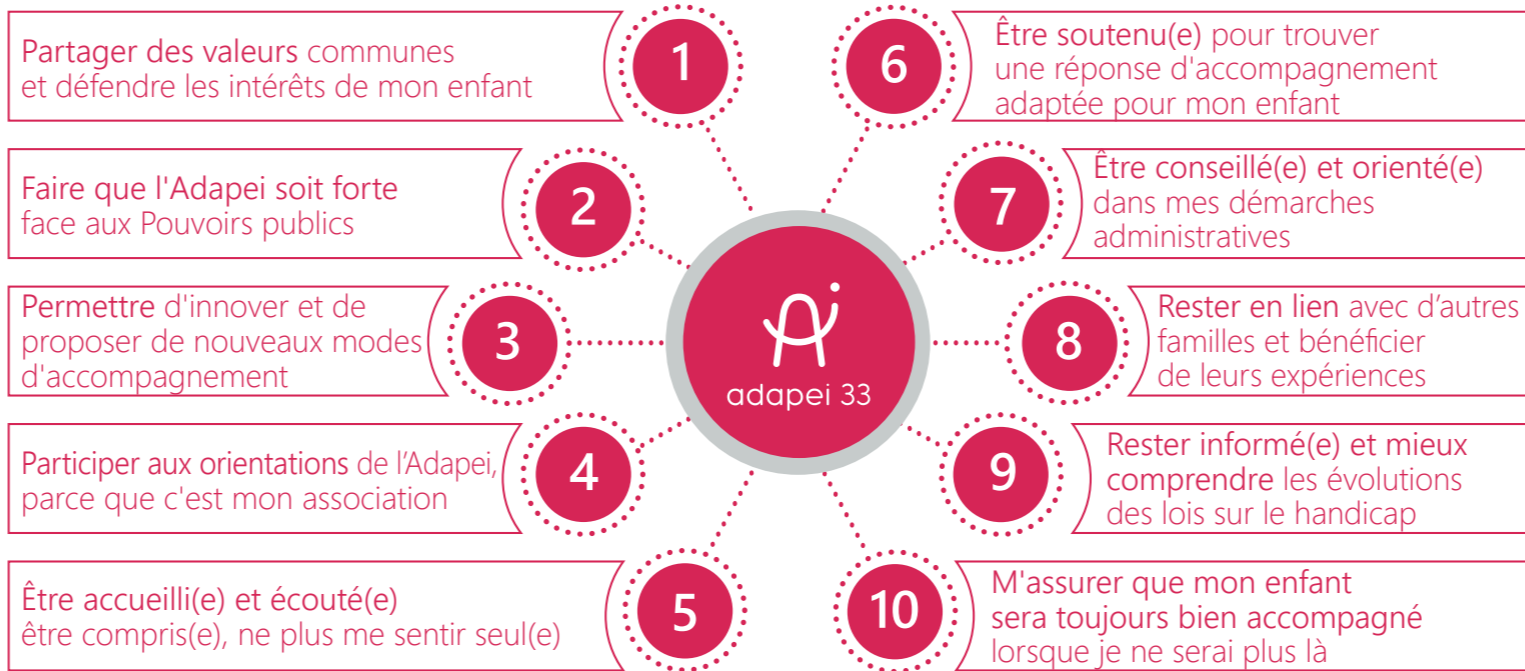 1
Partager des valeurs communes
et défendre les intérêts de mon enfant
2
Faire que l'Adapei soit forte
face aux Pouvoirs publics
3
Permettre d'innover et de
proposer de nouveaux modes
d'accompagnement
4
Participer aux orientations de l’Adapei,
parce que c'est mon association
5
Être accueilli(e) et écouté(e)
être compris(e), ne plus me sentir seul(e)
adapei 33
6
Être soutenu(e) pour trouver
une réponse d'accompagnement
adaptée pour mon enfant
7
Être conseillé(e) et orienté(e)
dans mes démarches
administratives
8
Rester en lien avec d’autres
familles et bénéficier
de leurs expériences
9
Rester informé(e) et mieux
comprendre les évolutions
des lois sur le handicap
10
M'assurer que mon enfant
sera toujours bien accompagné
lorsque je ne serai plus là